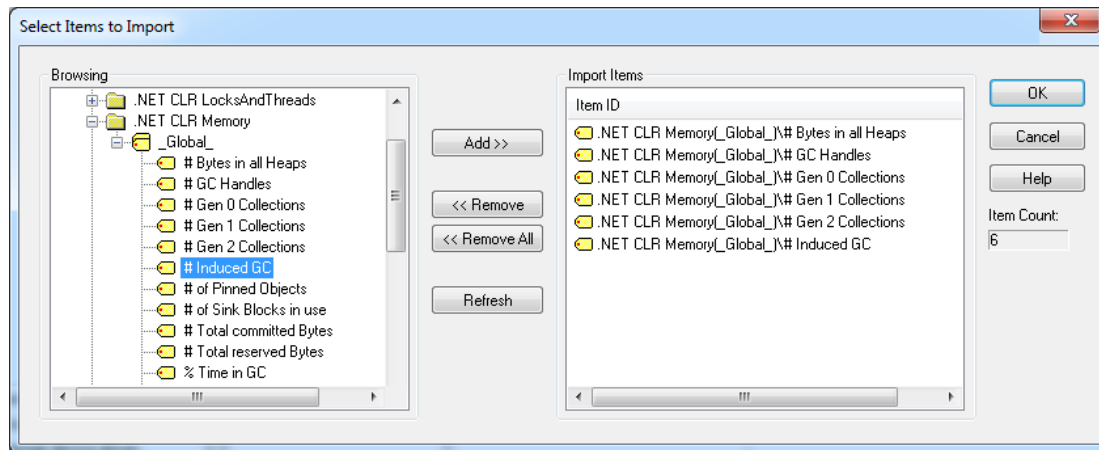 Select Items to Import
Browsing
.NET CLR LocksAndThreads
.NET CLR Memory
_Global_
# Bytes in all Heaps
# GC Handles
# Gen 0 Collections
# Gen 1 Collections
# Gen 2 Collections
# Induced GC
# of Pinned Objects
# of Sink Blocks in use
# Total committed Bytes
# Total reserved Bytes
% Time in GC
Add >>
<< Remove
<< Remove All
Refresh
Import Items
Item ID
.NET CLR Memory(_Global_)\# Bytes in all Heaps
.NET CLR Memory(_Global_)\# GC Handles
.NET CLR Memory(_Global_)\# Gen 0 Collections
.NET CLR Memory(_Global_)\# Gen 1 Collections
.NET CLR Memory(_Global_)\# Gen 2 Collections
.NET CLR Memory(_Global_)\# Induced GC
OK
Cancel
Help
Item Count:
6